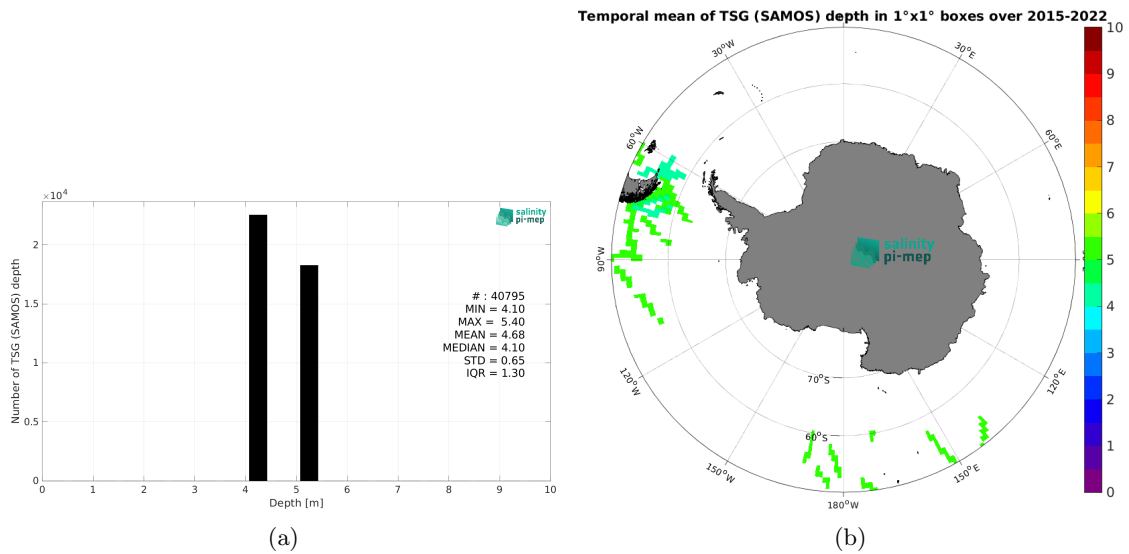 ×10⁴
2
1.5
1
0.5
0
Number of TSG (SAMOS) depth
salinity
pi-mep
# : 40795
MIN = 4.10
MAX = 5.40
MEAN = 4.68
MEDIAN = 4.10
STD = 0.65
IQR = 1.30
0 1 2 3 4 5 6 7 8 9 10
Depth [m]
(a)
Temporal mean of TSG (SAMOS) depth in 1°x1° boxes over 2015-2022
30°W
30°E
60°W
60°E
90°W
salinity
pi-mep
120°W
120°E
70°S
60°S
150°W
150°E
180°W
10
9
8
7
6
5
4
3
2
1
0
(b)